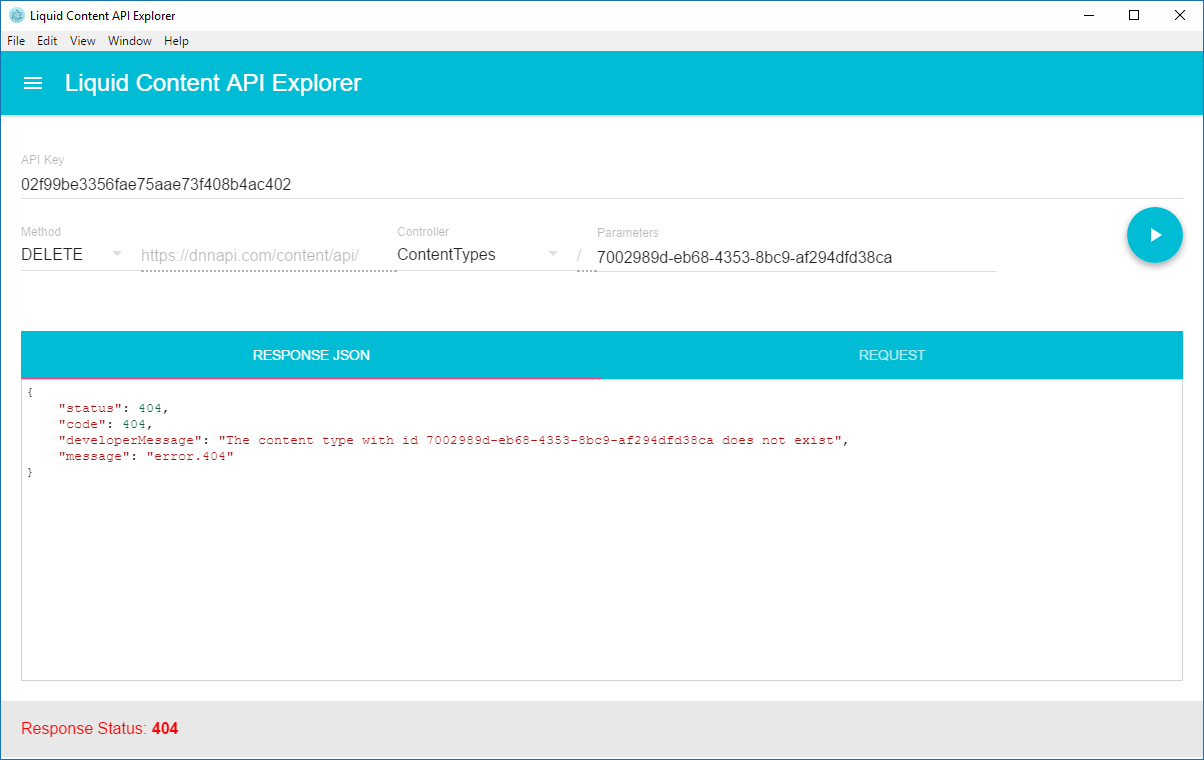 Liquid Content API Explorer
File Edit View Window Help
Liquid Content API Explorer
API Key
02f99be3356fae75aae73f408b4ac402
Method Controller Parameters
DELETE https://dnnapi.com/content/api/ ContentTypes / 7002989d-eb68-4353-8bc9-af294dfd38ca
RESPONSE JSON REQUEST
{
    "status": 404,
    "code": 404,
    "developerMessage": "The content type with id 7002989d-eb68-4353-8bc9-af294dfd38ca does not exist",
    "message": "error.404"
}
Response Status: 404